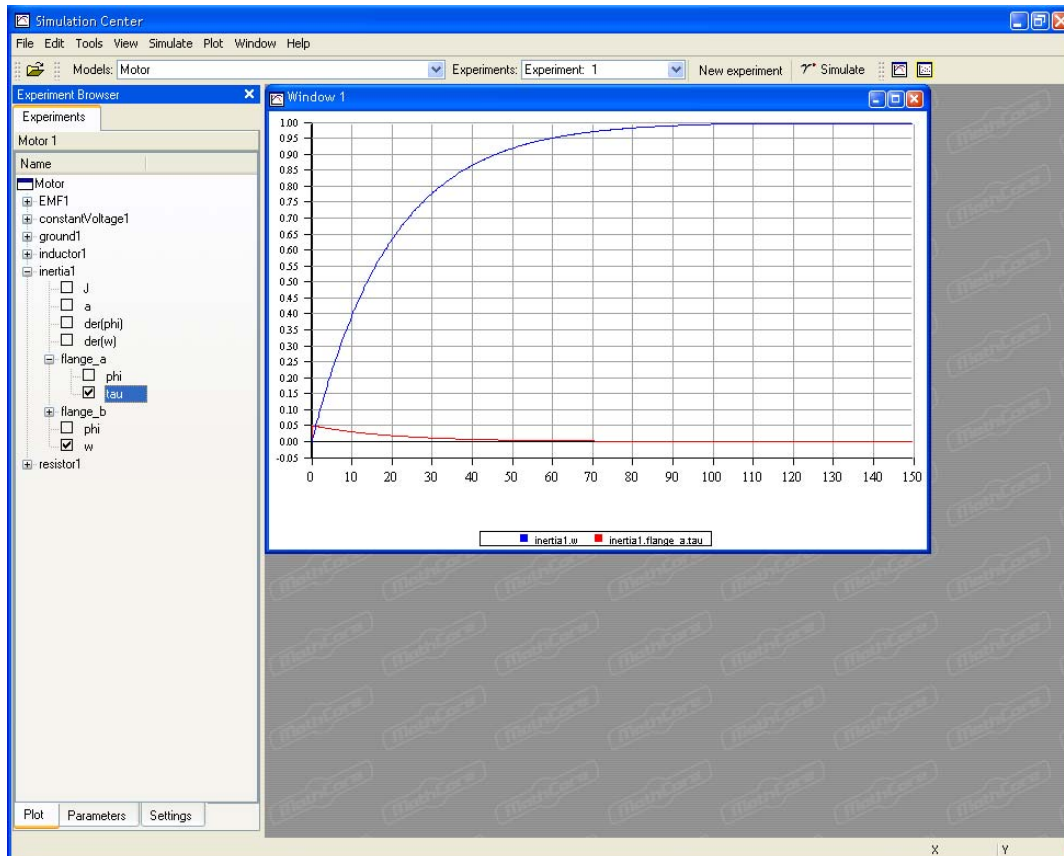 Simulation Center
File Edit Tools View Simulate Plot Window Help
Models: Motor Experiments: Experiment: 1 New experiment Simulate
Experiment Browser
Experiments
Motor 1
Name
Motor
EMF1
constantVoltage1
ground1
inductor1
inertia1
J
a
der(phi)
der(w)
flange_a
phi
tau
flange_b
phi
w
resistor1
Plot Parameters Settings
Window 1
1.00
0.95
0.90
0.85
0.80
0.75
0.70
0.65
0.60
0.55
0.50
0.45
0.40
0.35
0.30
0.25
0.20
0.15
0.10
0.05
0.00
-0.05
0 10 20 30 40 50 60 70 80 90 100 110 120 130 140 150
inertia1.w inertia1.flange_a.tau
MathCore
X Y